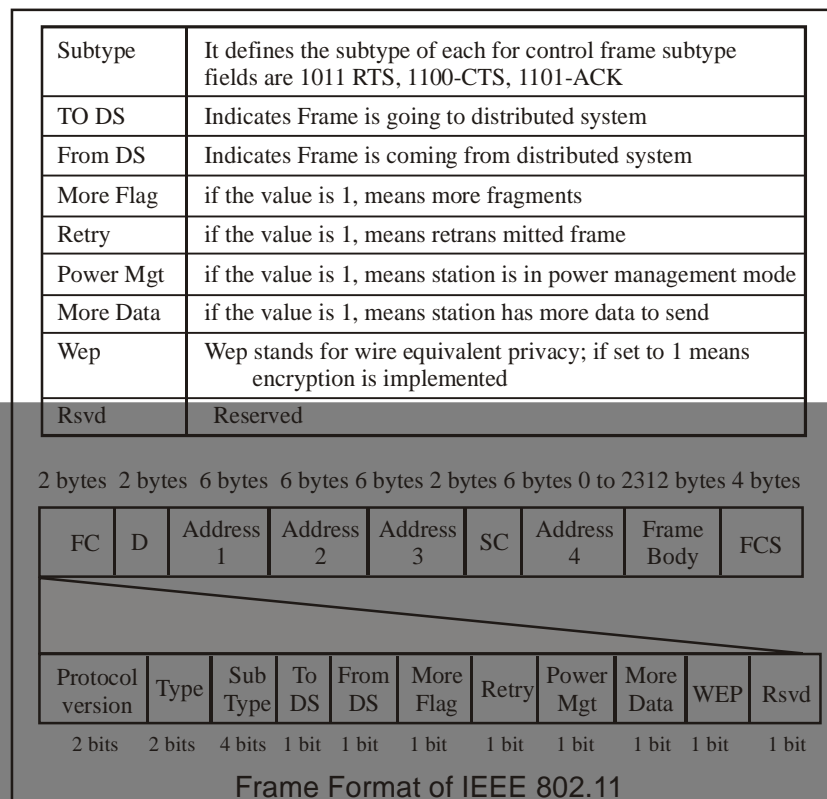 Subtype It defines the subtype of each for control frame subtype
fields are 1011 RTS, 1100-CTS, 1101-ACK
TO DS Indicates Frame is going to distributed system
From DS Indicates Frame is coming from distributed system
More Flag if the value is 1, means more fragments
Retry if the value is 1, means retrans mitted frame
Power Mgt if the value is 1, means station is in power management mode
More Data if the value is 1, means station has more data to send
Wep Wep stands for wire equivalent privacy; if set to 1 means
encryption is implemented
Rsvd Reserved
2 bytes 2 bytes 6 bytes 6 bytes 6 bytes 2 bytes 6 bytes 0 to 2312 bytes 4 bytes
FC D Address 1 Address 2 Address 3 SC Address 4 Frame Body FCS
Protocol version Type Sub Type To DS From DS More Flag Retry Power Mgt More Data WEP Rsvd
2 bits 2 bits 4 bits 1 bit 1 bit 1 bit 1 bit 1 bit 1 bit 1 bit 1 bit
Frame Format of IEEE 802.11